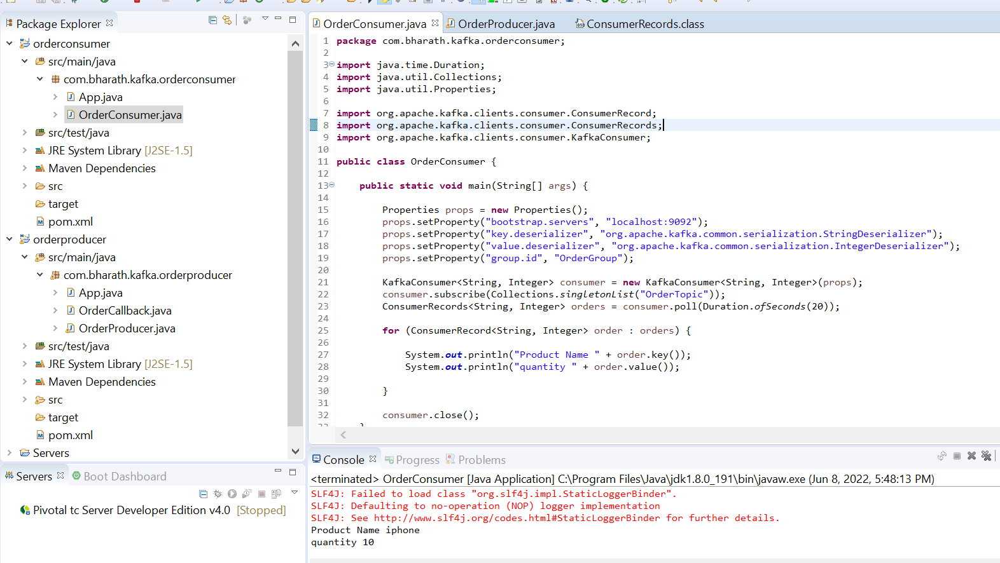 Package Explorer
orderconsumer
src/main/java
com.bharath.kafka.orderconsumer
App.java
OrderConsumer.java
src/test/java
JRE System Library [J2SE-1.5]
Maven Dependencies
src
target
pom.xml
orderproducer
src/main/java
com.bharath.kafka.orderproducer
App.java
OrderCallback.java
OrderProducer.java
src/test/java
JRE System Library [J2SE-1.5]
Maven Dependencies
src
target
pom.xml
Servers
Servers Boot Dashboard
Pivotal tc Server Developer Edition v4.0 [Stopped]
OrderConsumer.java OrderProducer.java ConsumerRecords.class
1 package com.bharath.kafka.orderconsumer;
2
3 import java.time.Duration;
4 import java.util.Collections;
5 import java.util.Properties;
6
7 import org.apache.kafka.clients.consumer.ConsumerRecord;
8 import org.apache.kafka.clients.consumer.ConsumerRecords;
9 import org.apache.kafka.clients.consumer.KafkaConsumer;
10
11 public class OrderConsumer {
12
13 public static void main(String[] args) {
14
15 Properties props = new Properties();
16 props.setProperty("bootstrap.servers", "localhost:9092");
17 props.setProperty("key.deserializer", "org.apache.kafka.common.serialization.StringDeserializer");
18 props.setProperty("value.deserializer", "org.apache.kafka.common.serialization.IntegerDeserializer");
19 props.setProperty("group.id", "OrderGroup");
20
21 KafkaConsumer<String, Integer> consumer = new KafkaConsumer<String, Integer>(props);
22 consumer.subscribe(Collections.singletonList("OrderTopic"));
23 ConsumerRecords<String, Integer> orders = consumer.poll(Duration.ofSeconds(20));
24
25 for (ConsumerRecord<String, Integer> order : orders) {
26
27 System.out.println("Product Name " + order.key());
28 System.out.println("quantity " + order.value());
29
30 }
31
32 consumer.close();
Console Progress Problems
<terminated> OrderConsumer [Java Application] C:\Program Files\Java\jdk1.8.0_191\bin\javaw.exe (Jun 8, 2022, 5:48:13 PM)
SLF4J: Failed to load class "org.slf4j.impl.StaticLoggerBinder".
SLF4J: Defaulting to no-operation (NOP) logger implementation
SLF4J: See http://www.slf4j.org/codes.html#StaticLoggerBinder for further details.
Product Name iphone
quantity 10